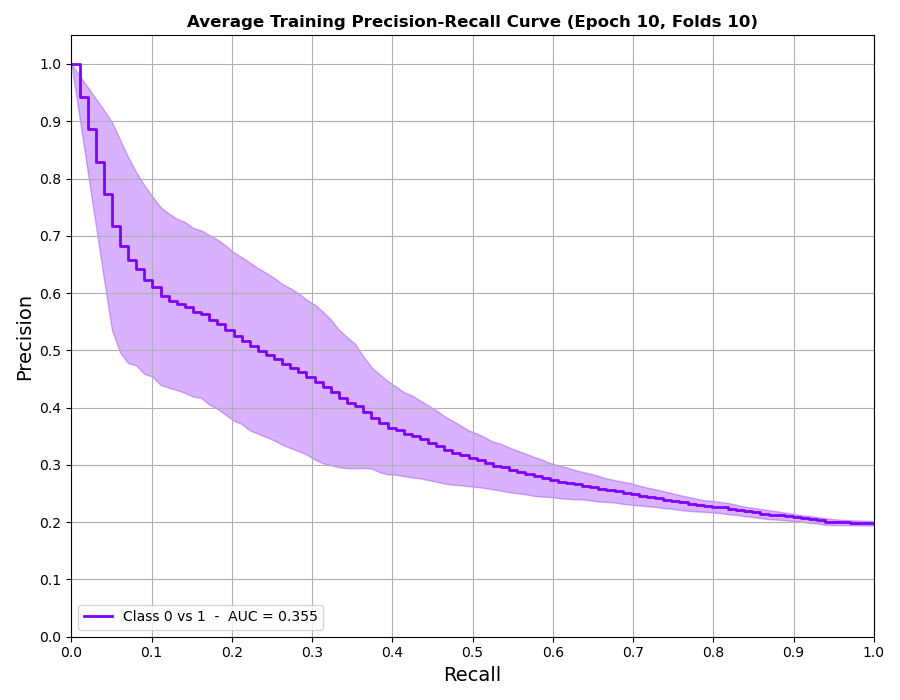 Average Training Precision-Recall Curve (Epoch 10, Folds 10)
Precision
1.0
0.9
0.8
0.7
0.6
0.5
0.4
0.3
0.2
0.1
0.0
Class 0 vs 1 - AUC = 0.355
0.0 0.1 0.2 0.3 0.4 0.5 0.6 0.7 0.8 0.9 1.0
Recall